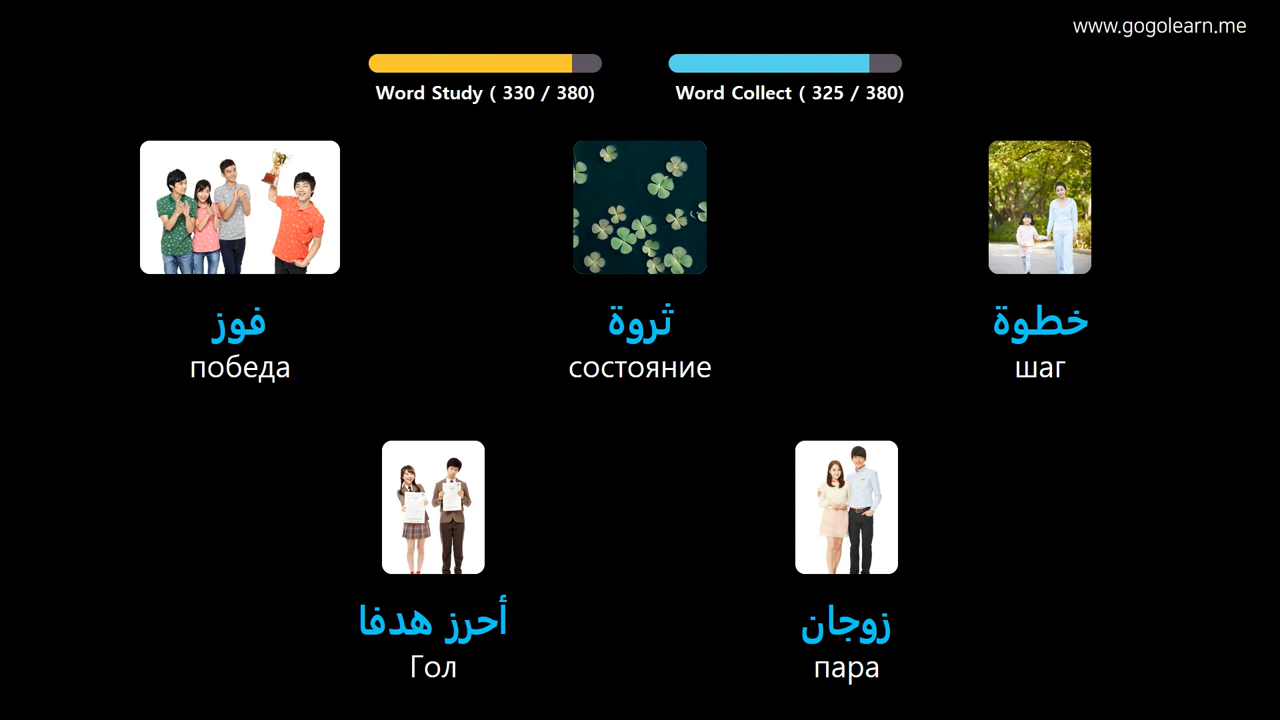 www.gogolearn.me
Word Study ( 330 / 380)
Word Collect ( 325 / 380)
فوز
победа
ثروة
состояние
خطوة
шаг
أحرز هدفا
Гол
زوجان
пара